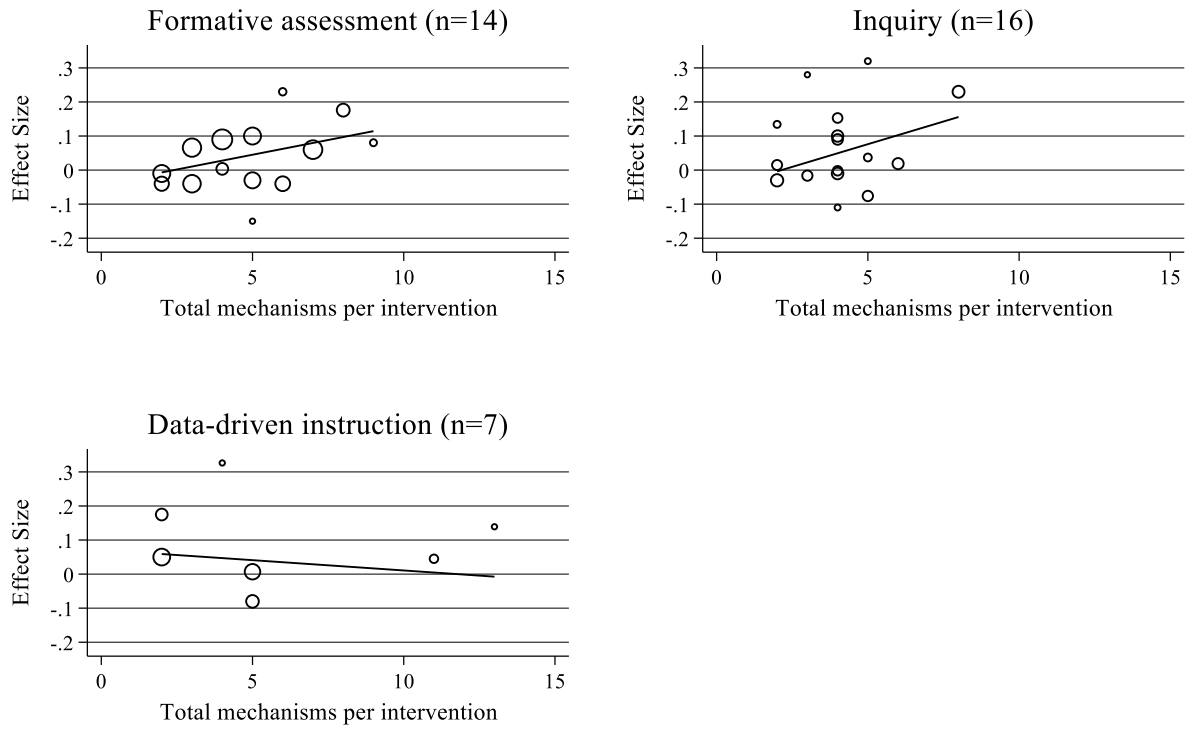 Formative assessment (n=14)
Effect Size
.3
.2
.1
0
-.1
-.2
0 5 10 15
Total mechanisms per intervention
Inquiry (n=16)
Effect Size
.3
.2
.1
0
-.1
-.2
0 5 10 15
Total mechanisms per intervention
Data-driven instruction (n=7)
Effect Size
.3
.2
.1
0
-.1
-.2
0 5 10 15
Total mechanisms per intervention